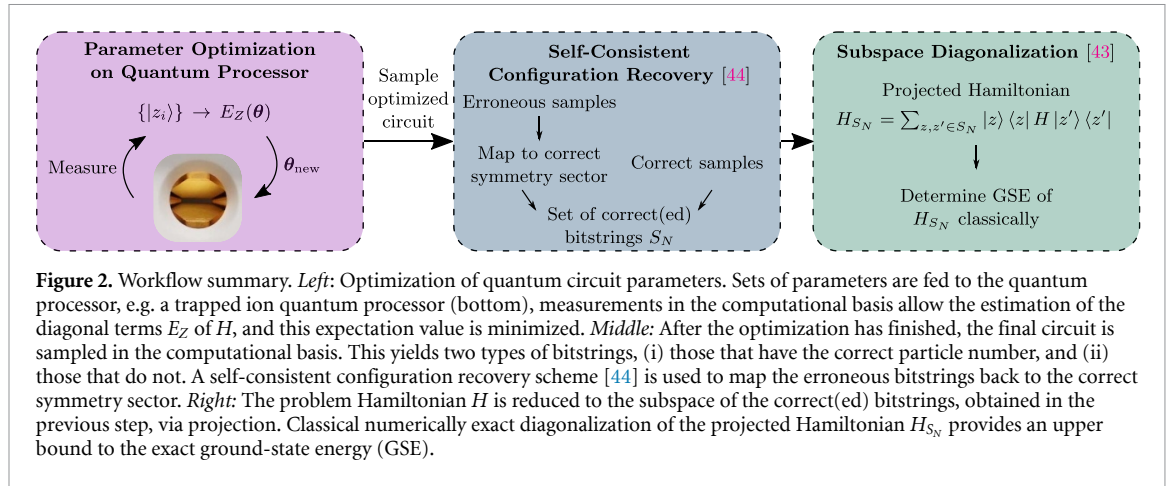 Parameter Optimization
on Quantum Processor
{|z_i⟩} → E_Z(θ)
Measure
θ_new
Sample
optimized
circuit
Self-Consistent
Configuration Recovery [44]
Erroneous samples
Map to correct
symmetry sector
Correct samples
Set of correct(ed)
bitstrings S_N
Subspace Diagonalization [43]
Projected Hamiltonian
H_{S_N} = ∑_{z,z′∈S_N} |z⟩ ⟨z| H |z′⟩ ⟨z′|
Determine GSE of
H_{S_N} classically
Figure 2. Workflow summary. Left: Optimization of quantum circuit parameters. Sets of parameters are fed to the quantum
processor, e.g. a trapped ion quantum processor (bottom), measurements in the computational basis allow the estimation of the
diagonal terms E_Z of H, and this expectation value is minimized. Middle: After the optimization has finished, the final circuit is
sampled in the computational basis. This yields two types of bitstrings, (i) those that have the correct particle number, and (ii)
those that do not. A self-consistent configuration recovery scheme [44] is used to map the erroneous bitstrings back to the correct
symmetry sector. Right: The problem Hamiltonian H is reduced to the subspace of the correct(ed) bitstrings, obtained in the
previous step, via projection. Classical numerically exact diagonalization of the projected Hamiltonian H_{S_N} provides an upper
bound to the exact ground-state energy (GSE).